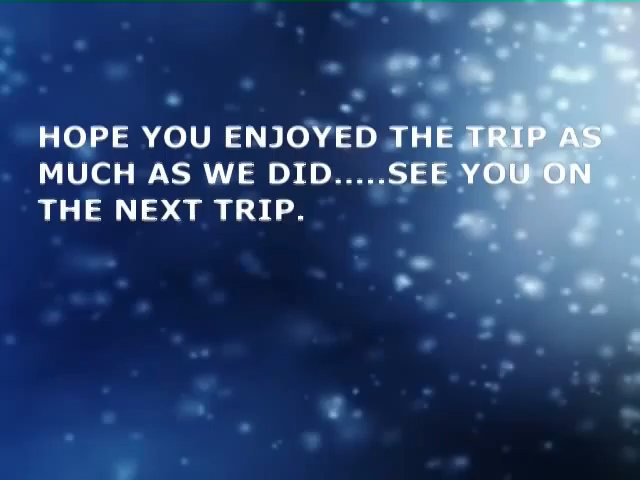 HOPE YOU ENJOYED THE TRIP AS
MUCH AS WE DID.....SEE YOU ON
THE NEXT TRIP.